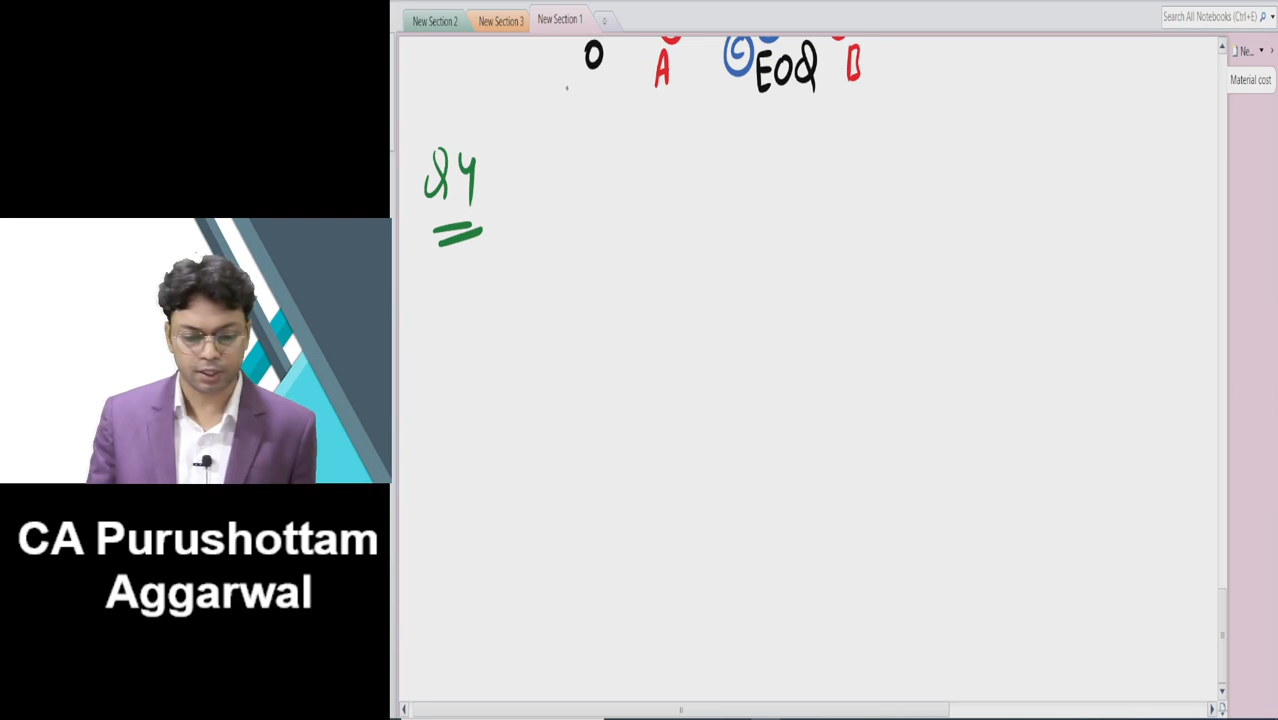 New Section 2 New Section 3 New Section 1
Search All Notebooks (Ctrl+E)
Ne...
Material cost
O A C EOQ B
Q4
CA Purushottam
Aggarwal